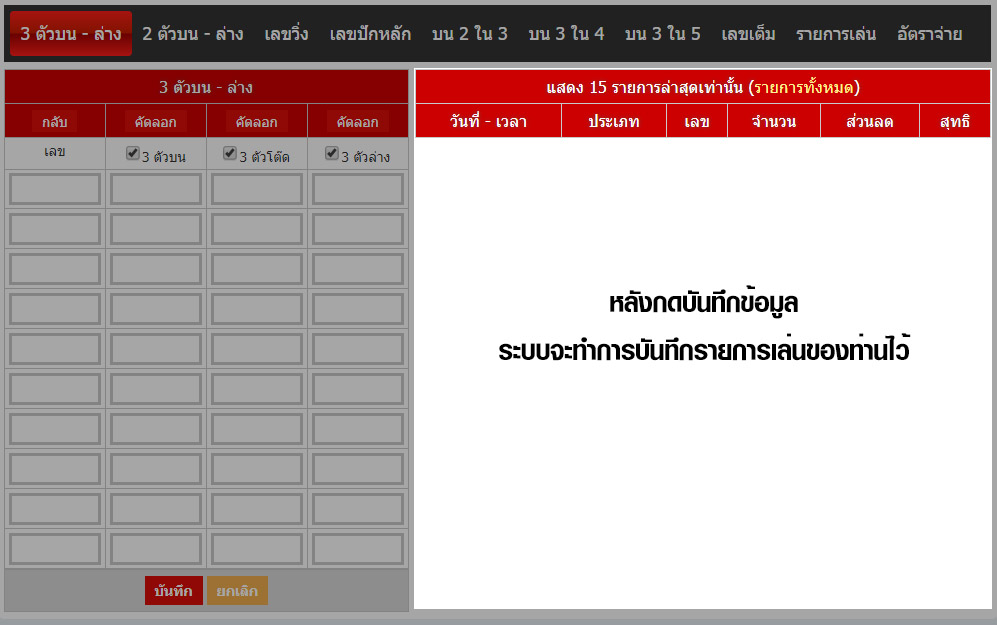 3 ตัวบน - ล่าง 2 ตัวบน - ล่าง เลขวิ่ง เลขปักหลัก บน 2 ใน 3 บน 3 ใน 4 บน 3 ใน 5 เลขเต็ม รายการเล่น อัตราจ่าย
3 ตัวบน - ล่าง
กลับ คัดลอก คัดลอก คัดลอก
เลข 3 ตัวบน 3 ตัวโต๊ด 3 ตัวล่าง
บันทึก ยกเลิก
แสดง 15 รายการล่าสุดเท่านั้น (รายการทั้งหมด)
วันที่ - เวลา ประเภท เลข จำนวน ส่วนลด สุทธิ
หลังกดบันทึกข้อมูล
ระบบจะทำการบันทึกรายการเล่นของท่านไว้